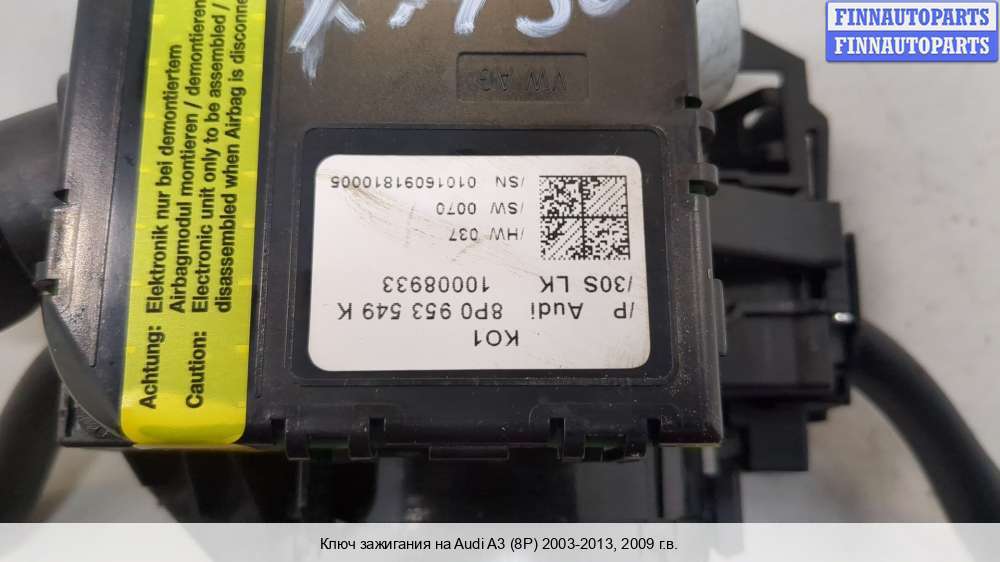 FINNAUTOPARTS
FINNAUTOPARTS
VW AG
Achtung: Elektronik nur bei demontiertem
Airbagmodul montieren / demontieren
Caution: Electronic unit only to be assembled /
disassembled when Airbag is disconne
KO1
/P Audi 8P0 953 549 K
/30S LK 10008933
/HW 037
/SW 0070
/SN 01016091810005
Ключ зажигания на Audi A3 (8P) 2003-2013, 2009 г.в.